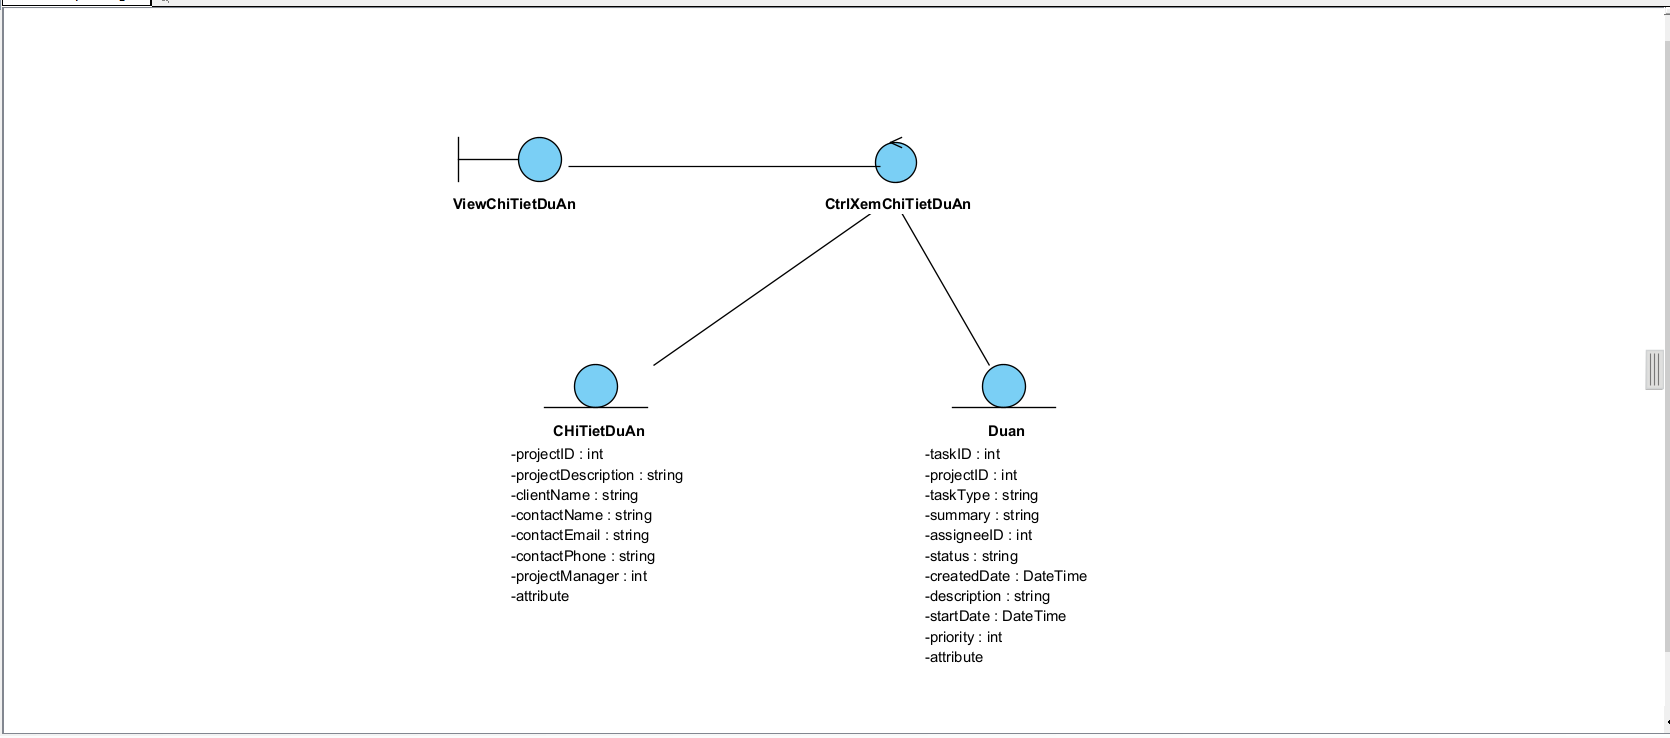 ViewChiTietDuAn
CtrlXemChiTietDuAn
CHiTietDuAn
-projectID : int
-projectDescription : string
-clientName : string
-contactName : string
-contactEmail : string
-contactPhone : string
-projectManager : int
-attribute
Duan
-taskID : int
-projectID : int
-taskType : string
-summary : string
-assigneeID : int
-status : string
-createdDate : DateTime
-description : string
-startDate : DateTime
-priority : int
-attribute